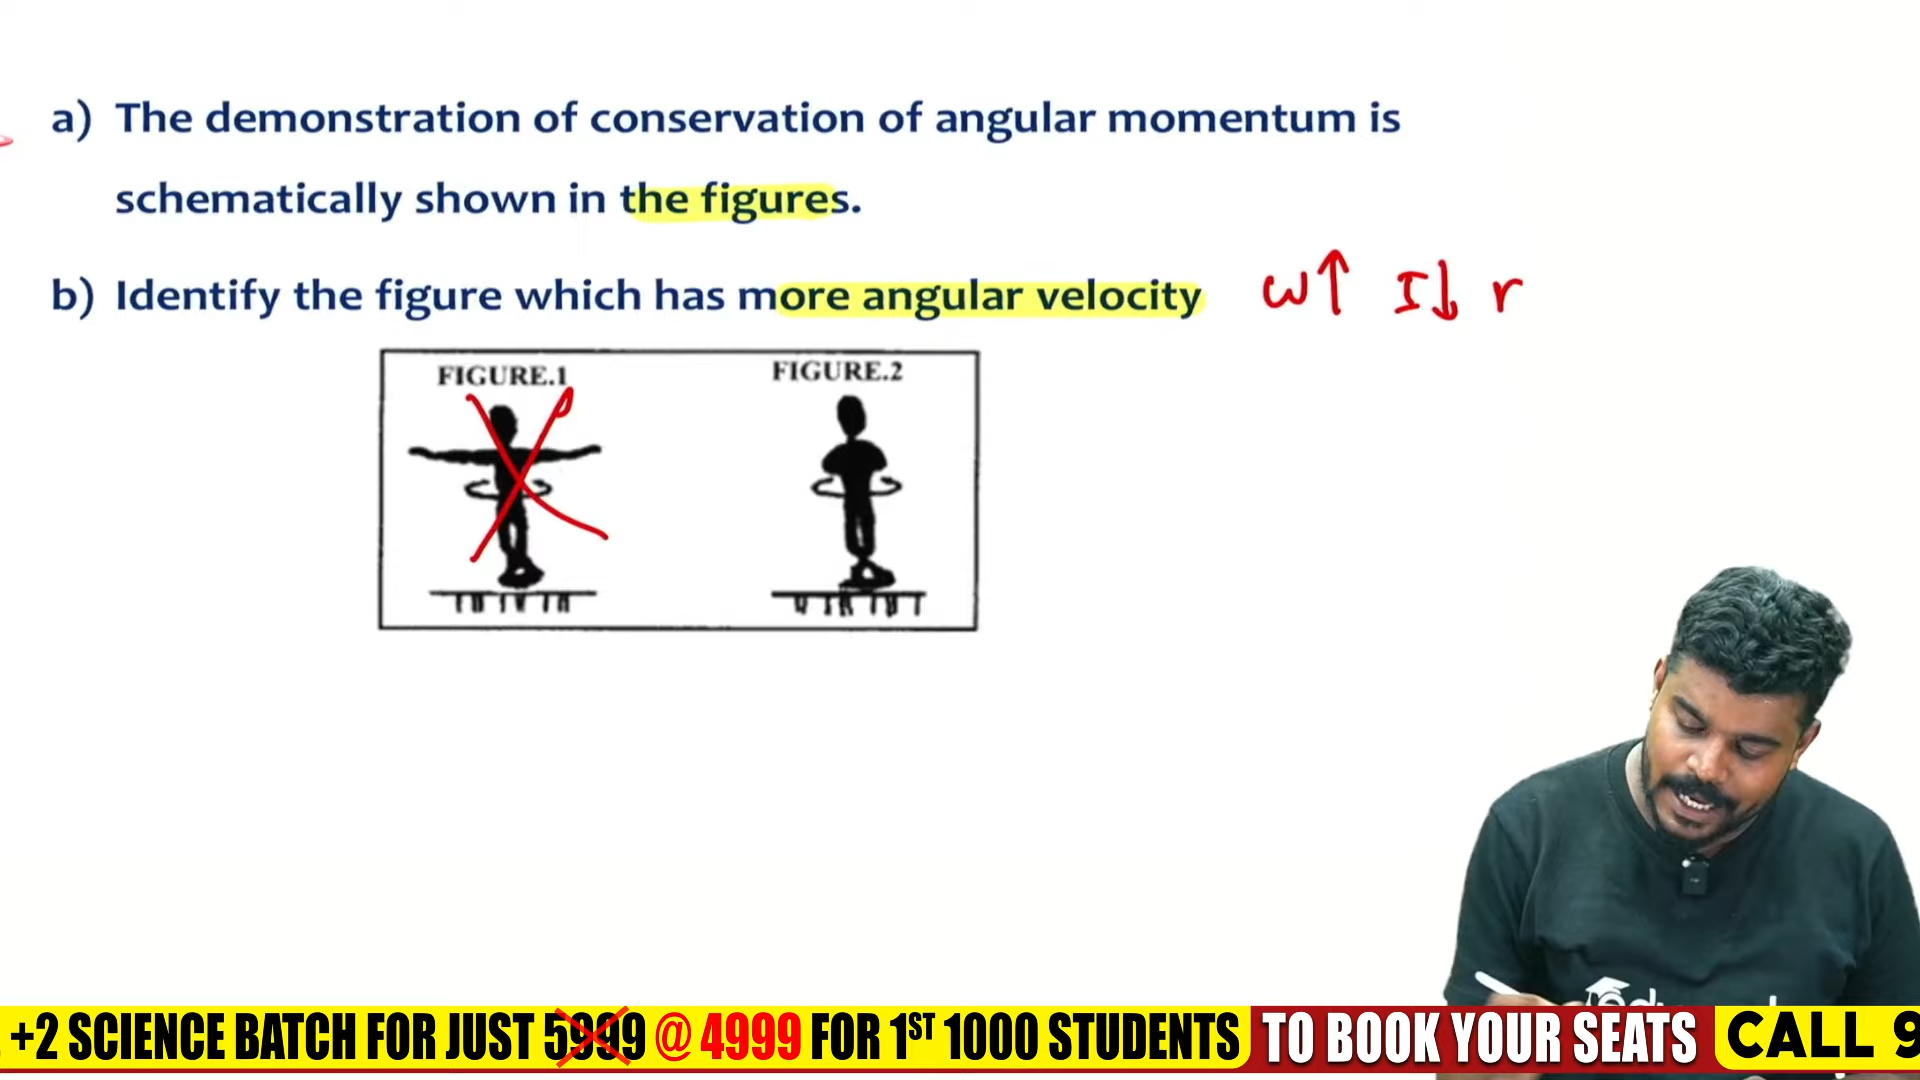 a) The demonstration of conservation of angular momentum is
schematically shown in the figures.
b) Identify the figure which has more angular velocity ω↑ I↓ r
FIGURE.1 FIGURE.2
+2 SCIENCE BATCH FOR JUST 5999 @ 4999 FOR 1ST 1000 STUDENTS TO BOOK YOUR SEATS CALL 9